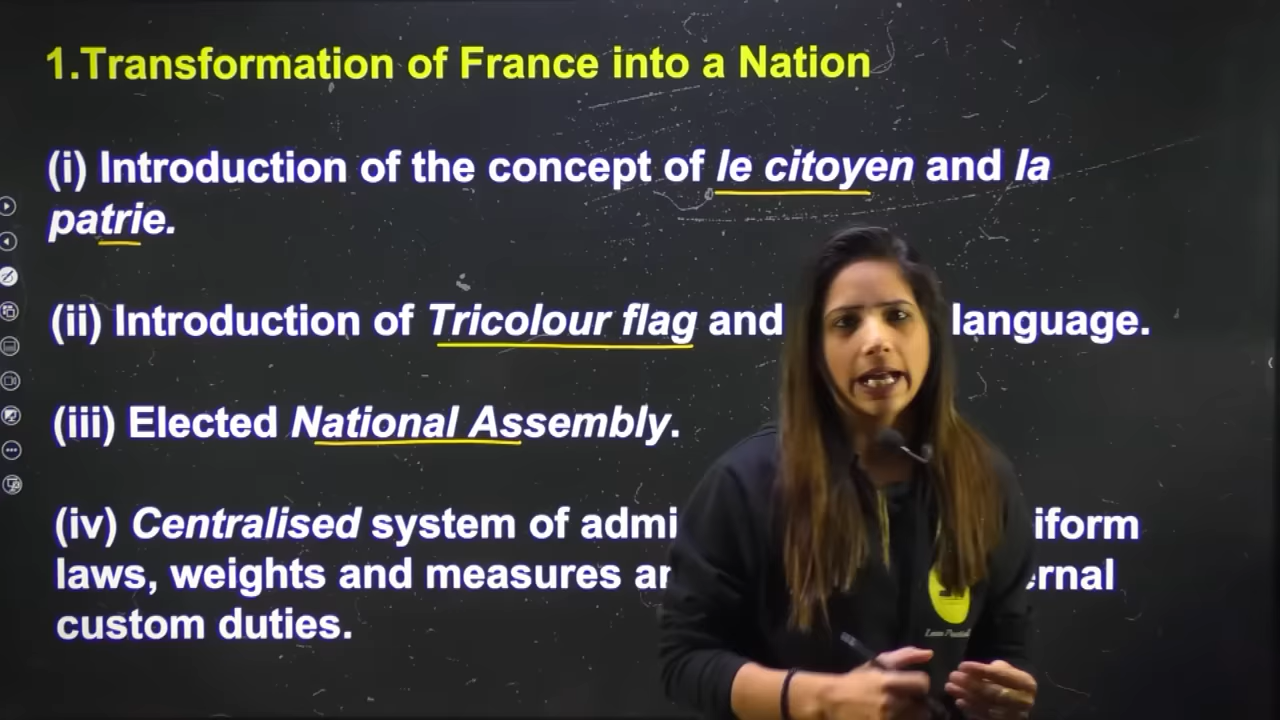 1.Transformation of France into a Nation
(i) Introduction of the concept of le citoyen and la
patrie.
(ii) Introduction of Tricolour flag and language.
(iii) Elected National Assembly.
(iv) Centralised system of admi iform
laws, weights and measures ar ernal
custom duties.